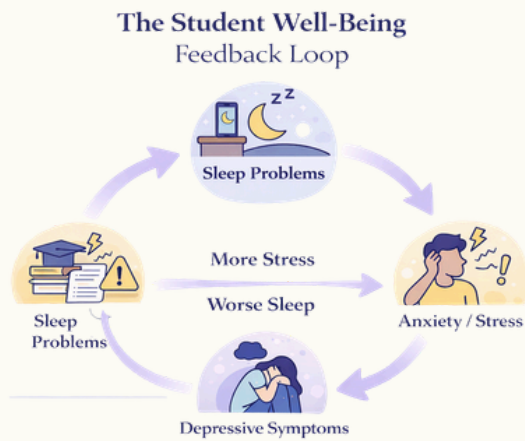 The Student Well-Being
Feedback Loop
z z
Sleep Problems
More Stress
Worse Sleep
Sleep
Problems
Anxiety / Stress
Depressive Symptoms